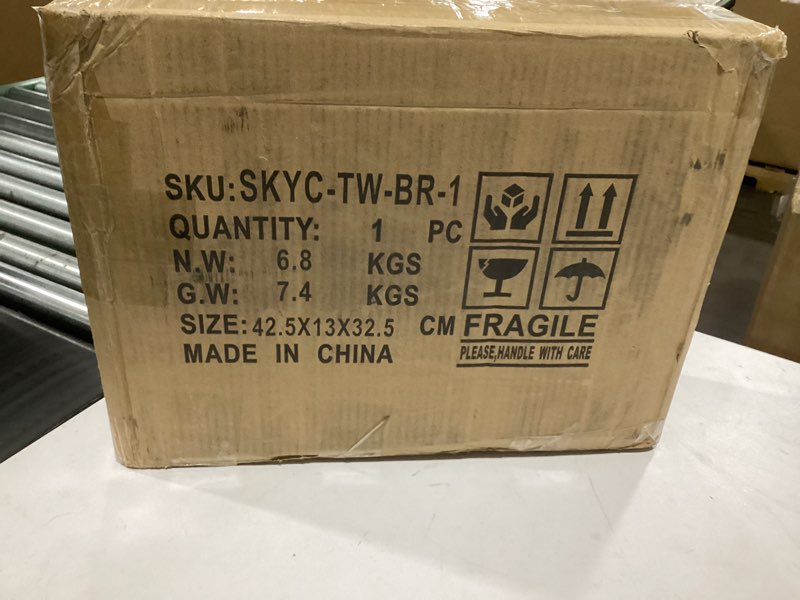 SKU:SKYC-TW-BR-1
QUANTITY: 1 PC
N.W: 6.8 KGS
G.W: 7.4 KGS
SIZE: 42.5X13X32.5 CM
MADE IN CHINA
FRAGILE
PLEASE,HANDLE WITH CARE